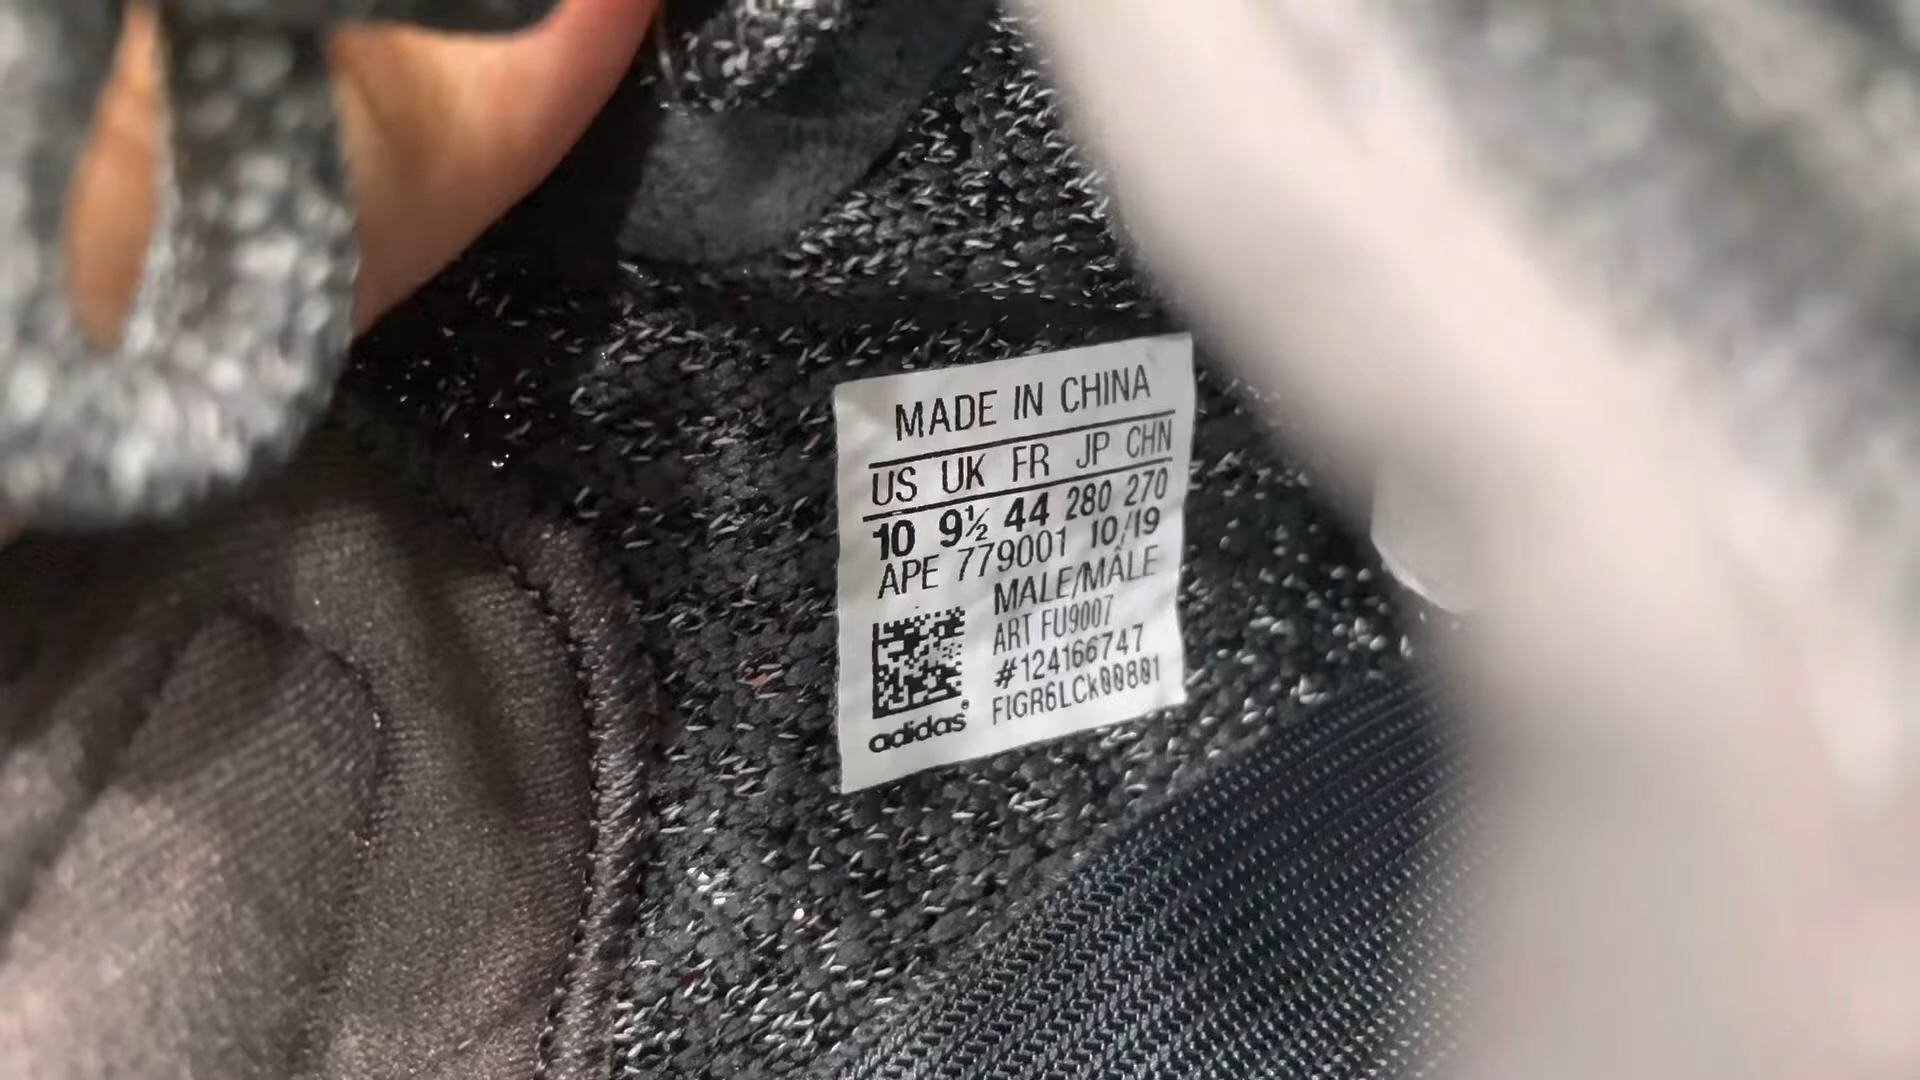 MADE IN CHINA
US UK FR JP CHN
10 9½ 44 280 270
APE 779001 10/19
MALE/MÂLE
ART FU9007
#124166747
FIGR6LCk00801
adidas®